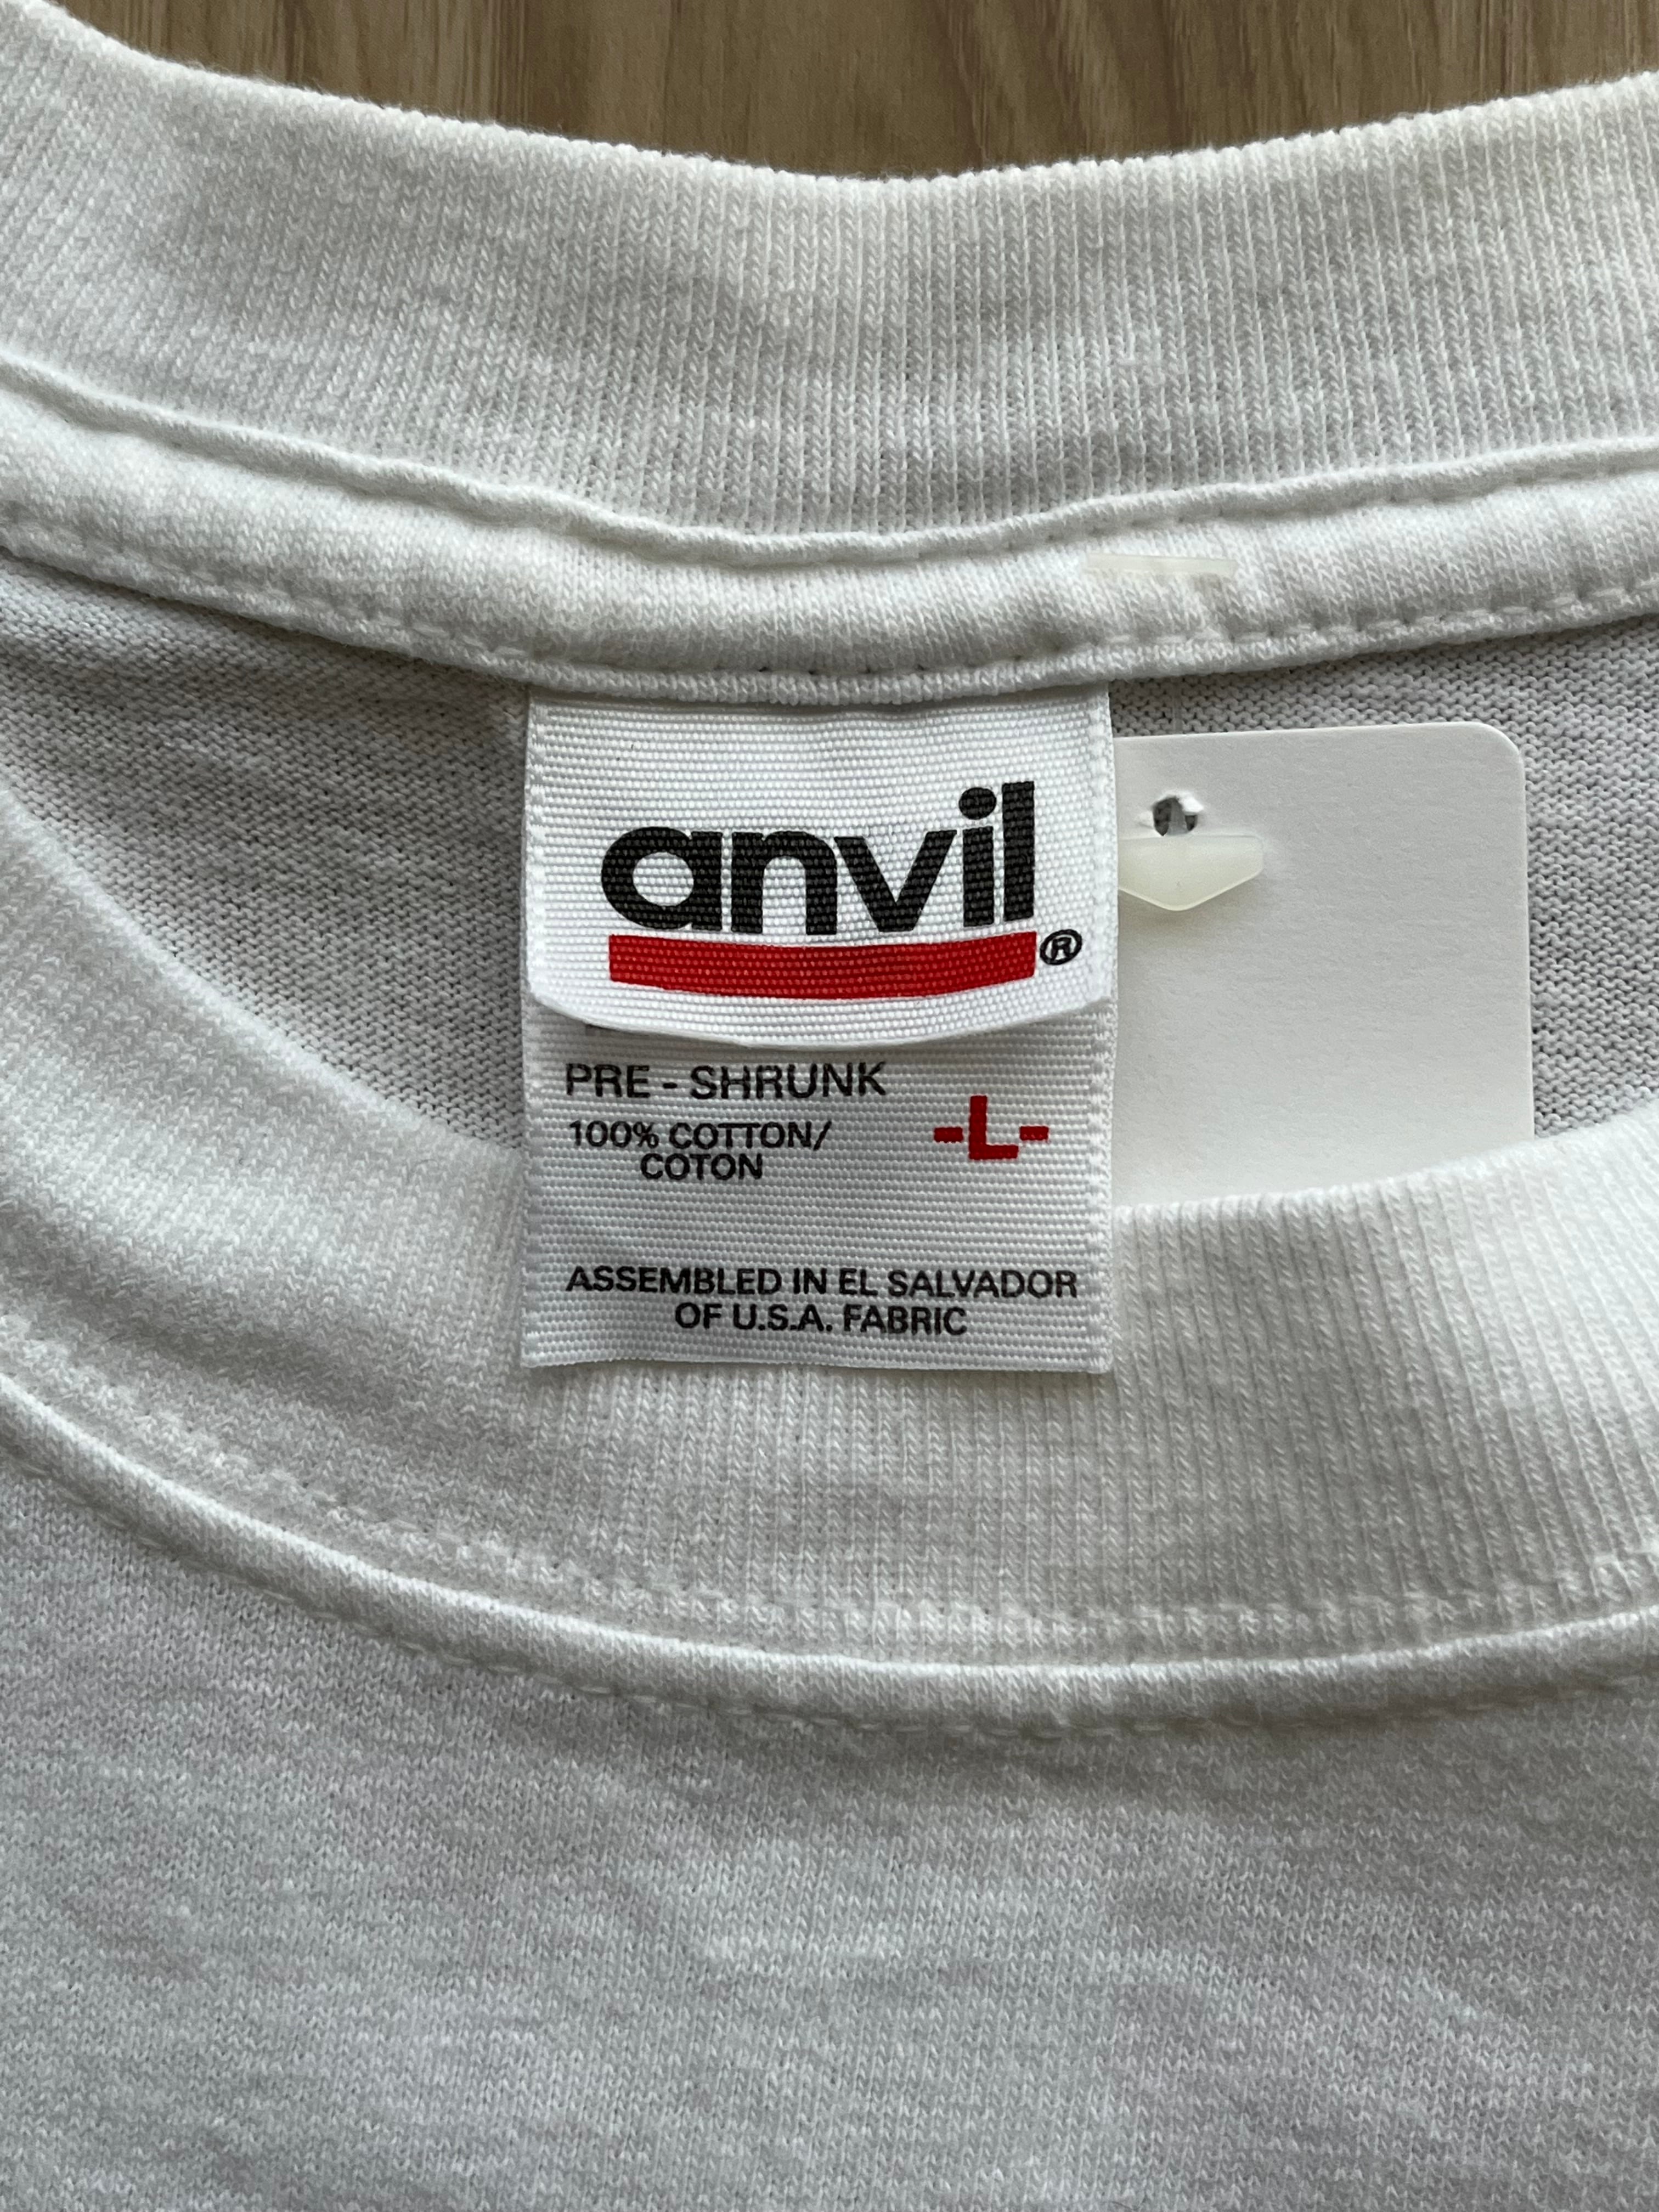 anvil
®
PRE - SHRUNK
100% COTTON/
COTON
-L-
ASSEMBLED IN EL SALVADOR
OF U.S.A. FABRIC